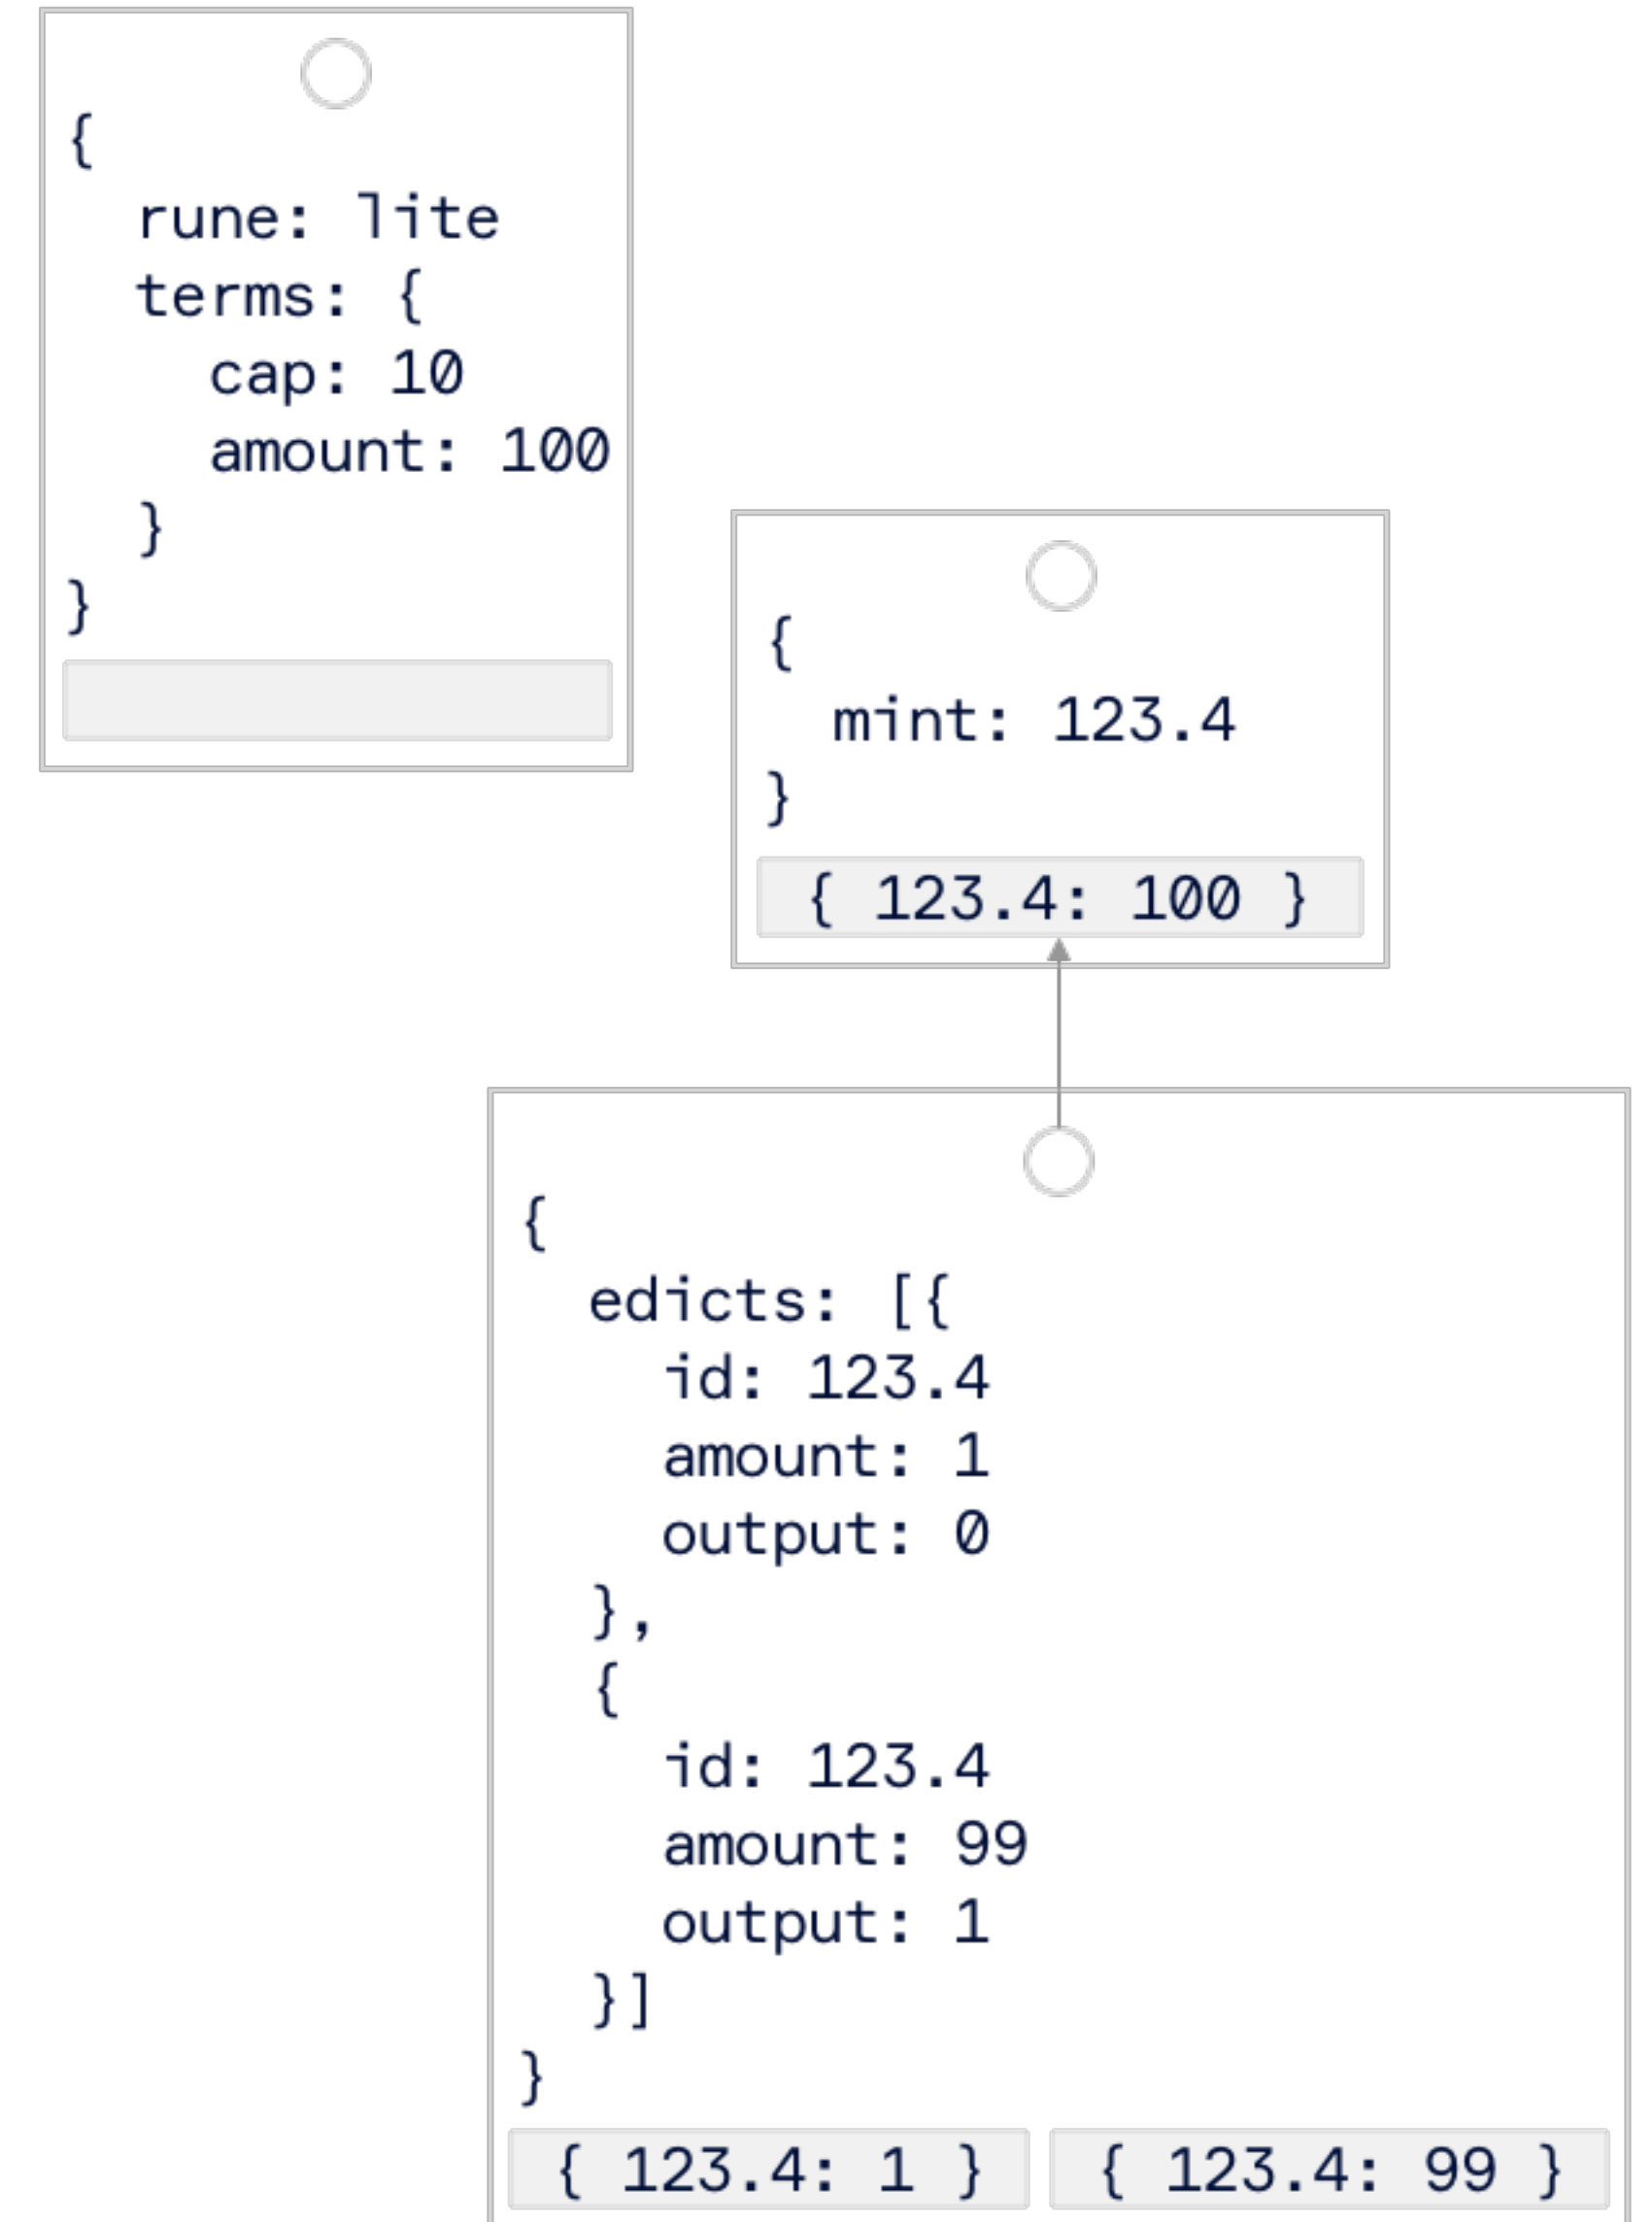 {
  rune: lite
  terms: {
    cap: 10
    amount: 100
  }
}
{
  mint: 123.4
}
{ 123.4: 100 }
{
  edicts: [{
    id: 123.4
    amount: 1
    output: 0
  },
  {
    id: 123.4
    amount: 99
    output: 1
  }]
}
{ 123.4: 1 } { 123.4: 99 }